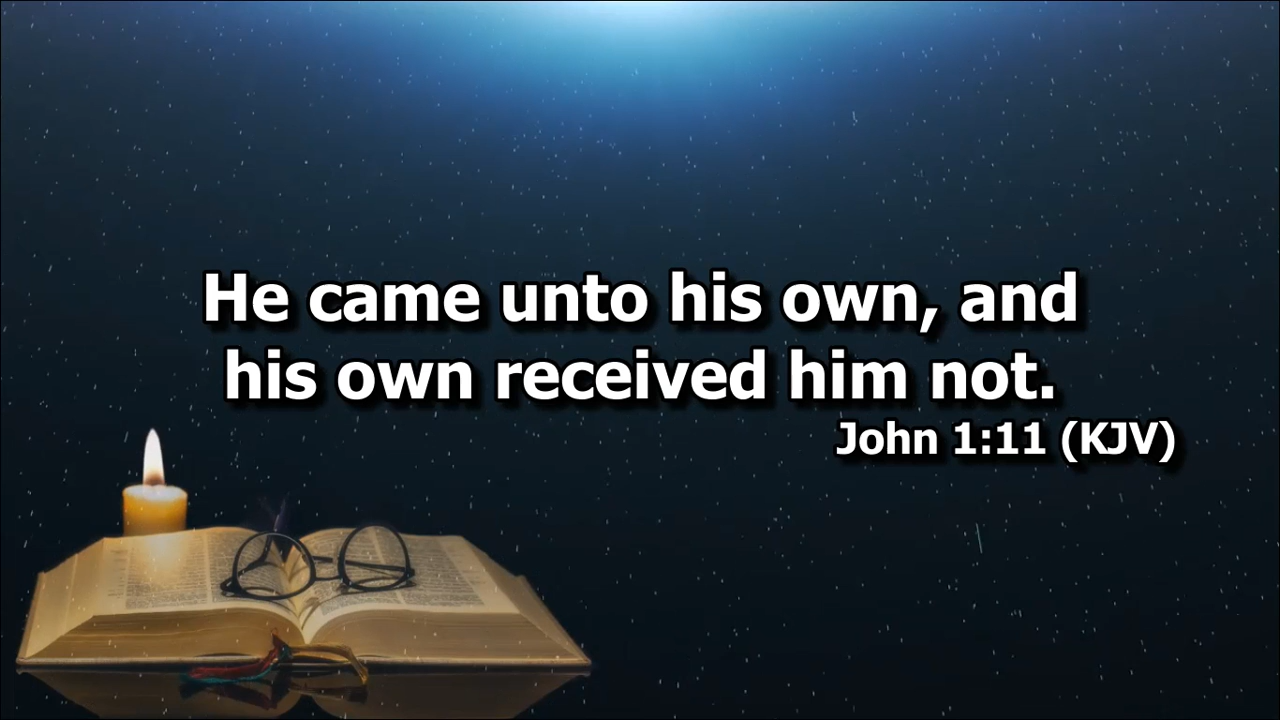 He came unto his own, and
his own received him not.
John 1:11 (KJV)